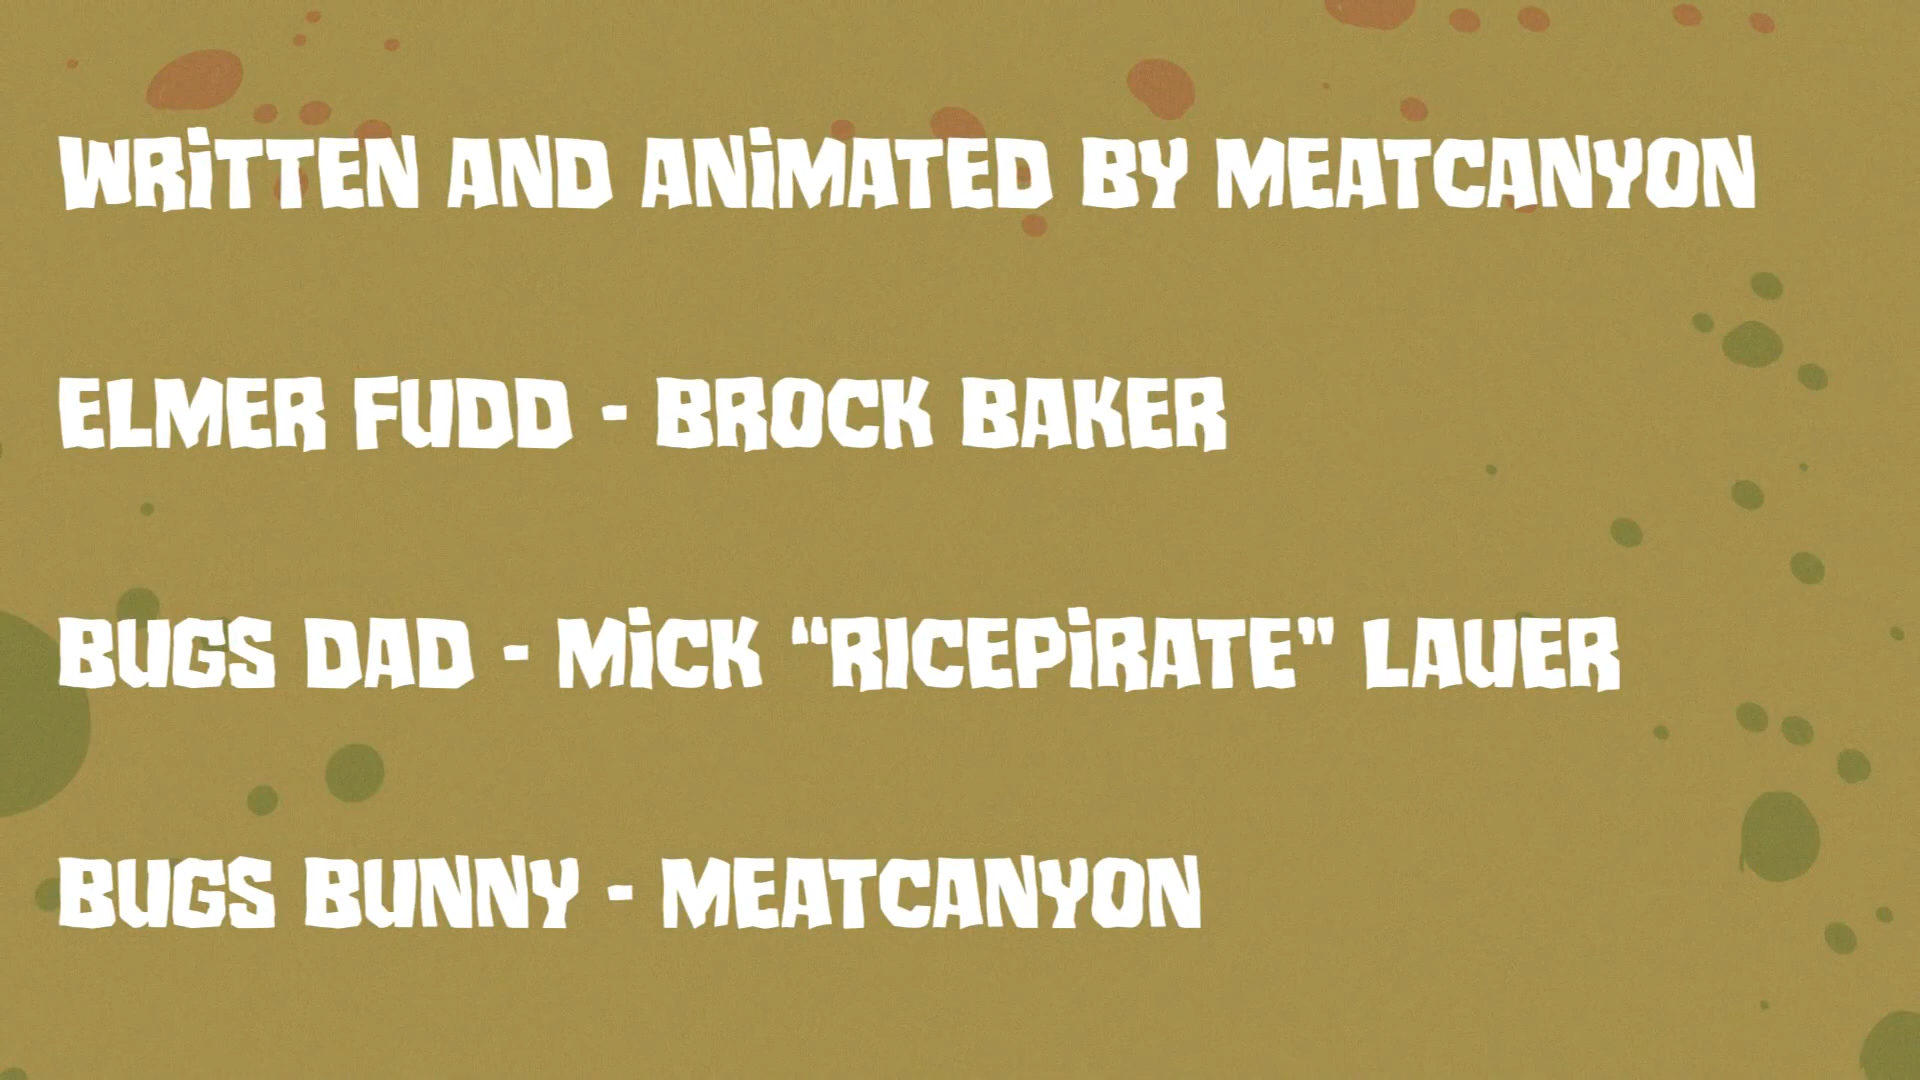 WRiTTEN AND ANiMATED BY MEATCANYON
ELMER FUDD - BROCK BAKER
BUGS DAD - MiCK “RICEPiRATE” LAUER
BUGS BUNNY - MEATCANYON